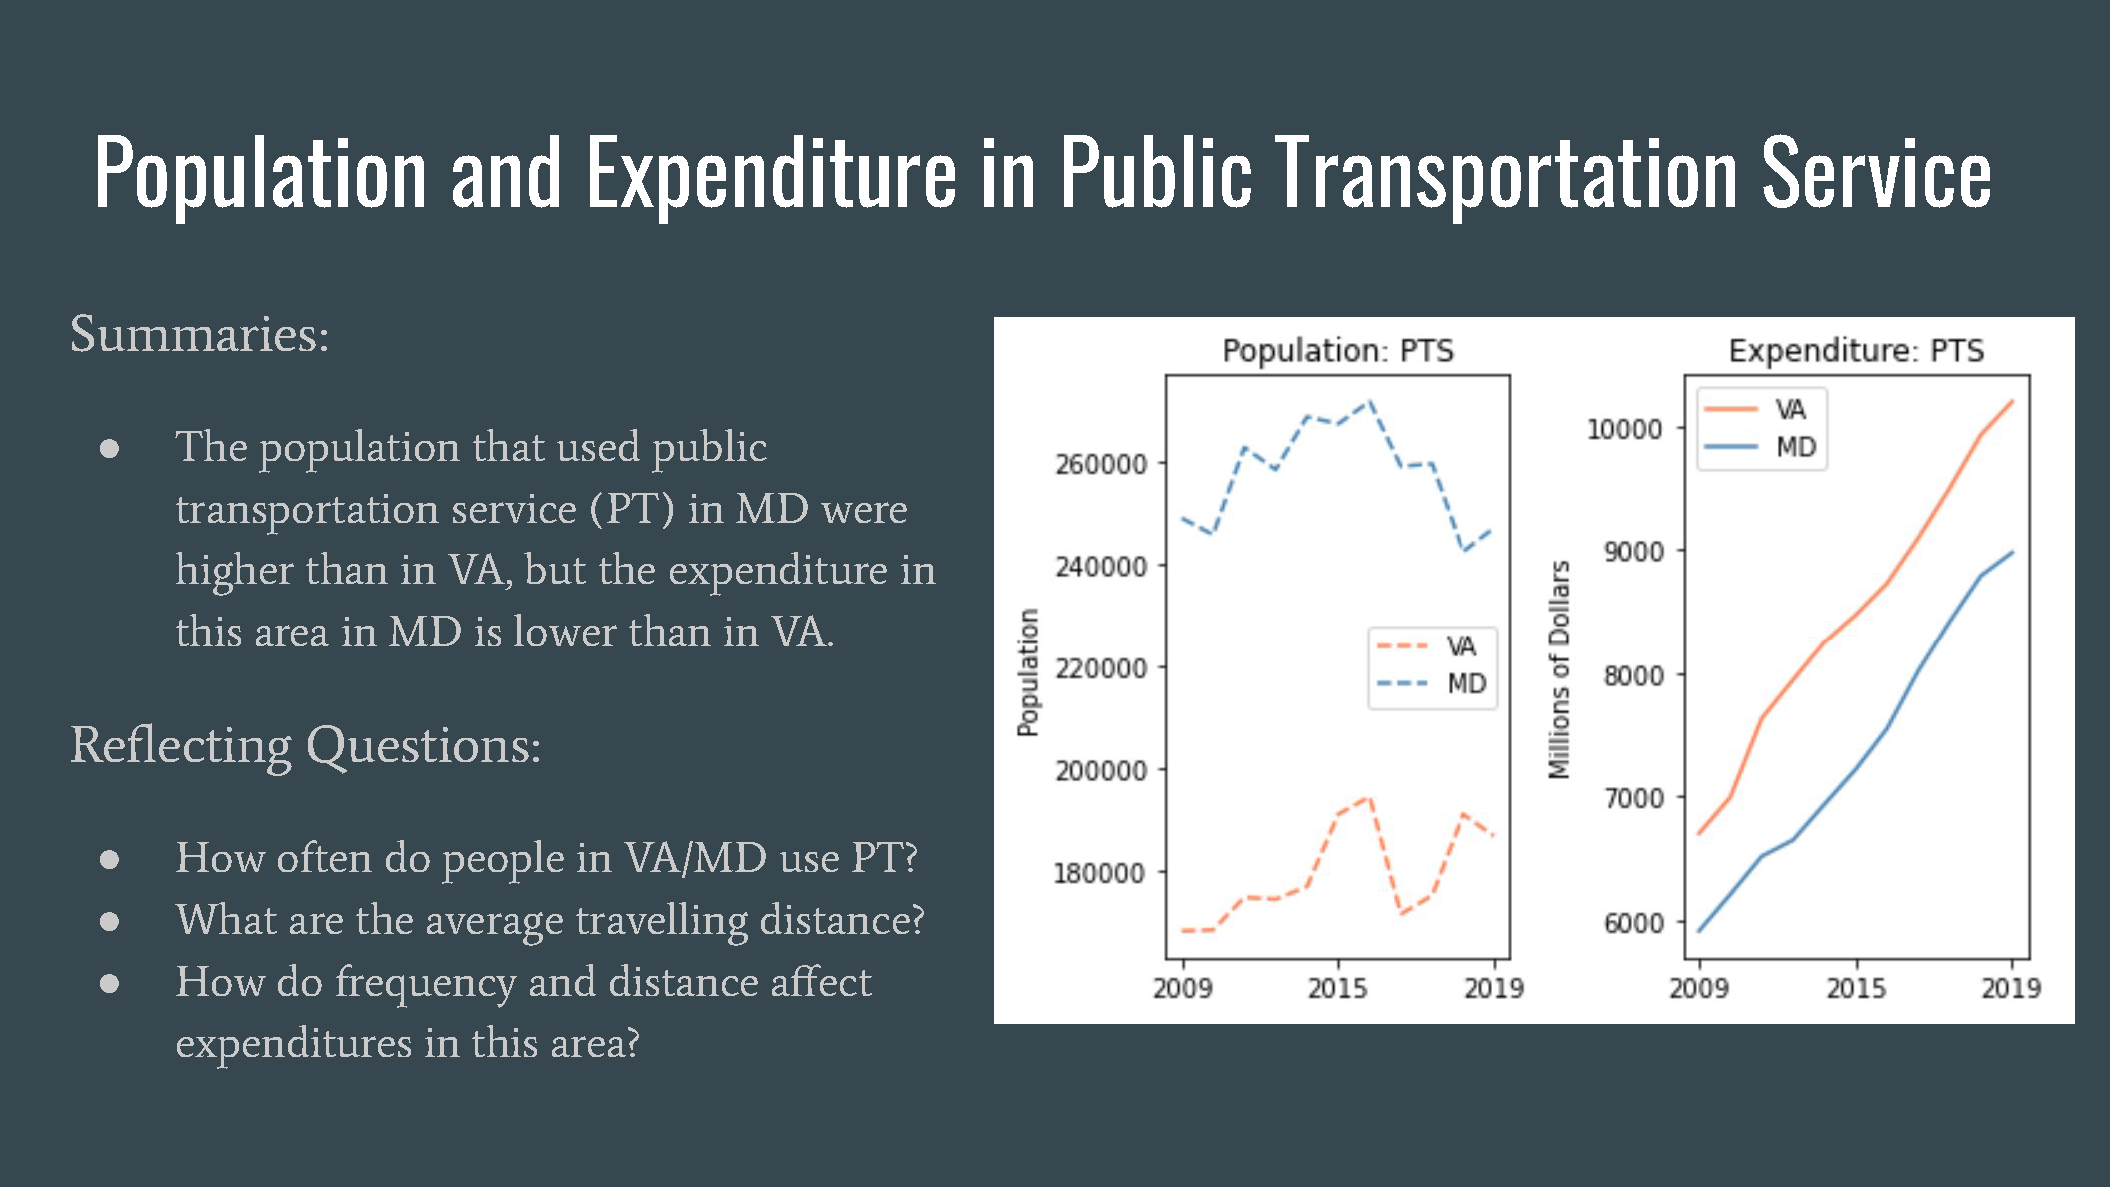 Population and Expenditure in Public Transportation Service
Summaries:
● The population that used public
transportation service (PT) in MD were
higher than in VA, but the expenditure in
this area in MD is lower than in VA.
Reflecting Questions:
● How often do people in VA/MD use PT?
● What are the average travelling distance?
● How do frequency and distance affect
expenditures in this area?
Population: PTS
Population
260000
240000
220000
200000
180000
VA
MD
2009 2015 2019
Expenditure: PTS
Millions of Dollars
VA
MD
10000
9000
8000
7000
6000
2009 2015 2019